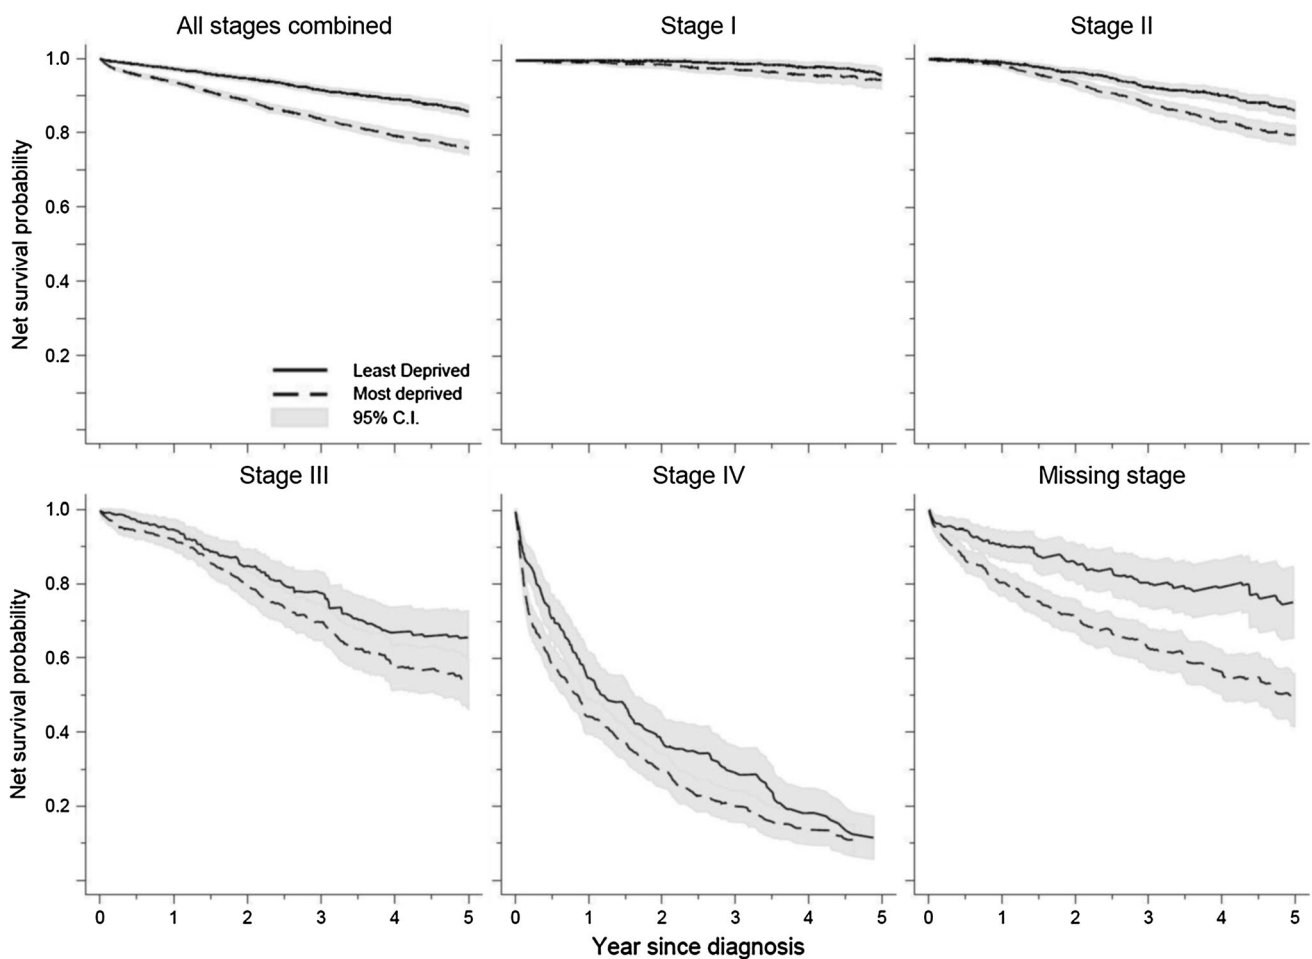 All stages combined
Stage I
Stage II
Net survival probability
1.0
0.8
0.6
0.4
0.2
Least Deprived
Most deprived
95% C.I.
Stage III
Stage IV
Missing stage
Net survival probability
1.0
0.8
0.6
0.4
0.2
0 1 2 3 4 5
0 1 2 3 4 5
0 1 2 3 4 5
Year since diagnosis